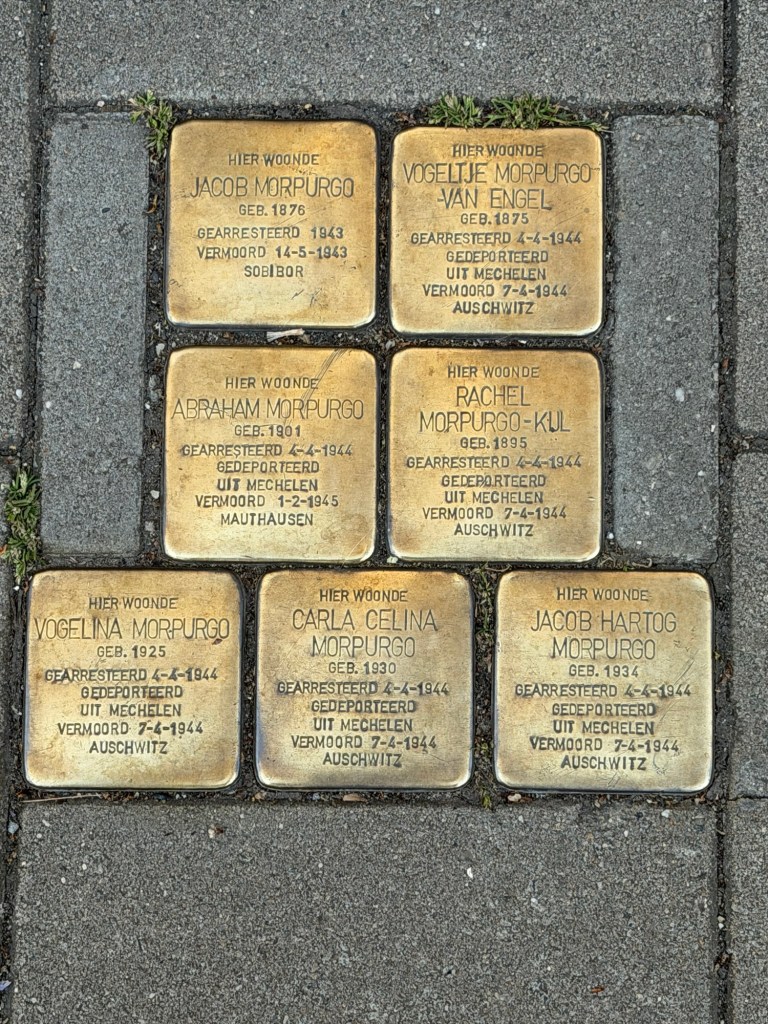 HIER WOONDE
JACOB MORPURGO
GEB. 1876
GEARRESTEERD 1943
VERMOORD 14-5-1943
SOBIBOR
HIER WOONDE
VOGELTJE MORPURGO-
VAN ENGEL
GEB. 1875
GEARRESTEERD 4-4-1944
GEDEPORTEERD
UIT MECHELEN
VERMOORD 7-4-1944
AUSCHWITZ
HIER WOONDE
ABRAHAM MORPURGO
GEB. 1901
GEARRESTEERD 4-4-1944
GEDEPORTEERD
UIT MECHELEN
VERMOORD 1-2-1945
MAUTHAUSEN
HIER WOONDE
RACHEL
MORPURGO-KIJL
GEB. 1895
GEARRESTEERD 4-4-1944
GEDEPORTEERD
UIT MECHELEN
VERMOORD 7-4-1944
AUSCHWITZ
HIER WOONDE
VOGELINA MORPURGO
GEB. 1925
GEARRESTEERD 4-4-1944
GEDEPORTEERD
UIT MECHELEN
VERMOORD 7-4-1944
AUSCHWITZ
HIER WOONDE
CARLA CELINA
MORPURGO
GEB. 1930
GEARRESTEERD 4-4-1944
GEDEPORTEERD
UIT MECHELEN
VERMOORD 7-4-1944
AUSCHWITZ
HIER WOONDE
JACOB HARTOG
MORPURGO
GEB. 1934
GEARRESTEERD 4-4-1944
GEDEPORTEERD
UIT MECHELEN
VERMOORD 7-4-1944
AUSCHWITZ